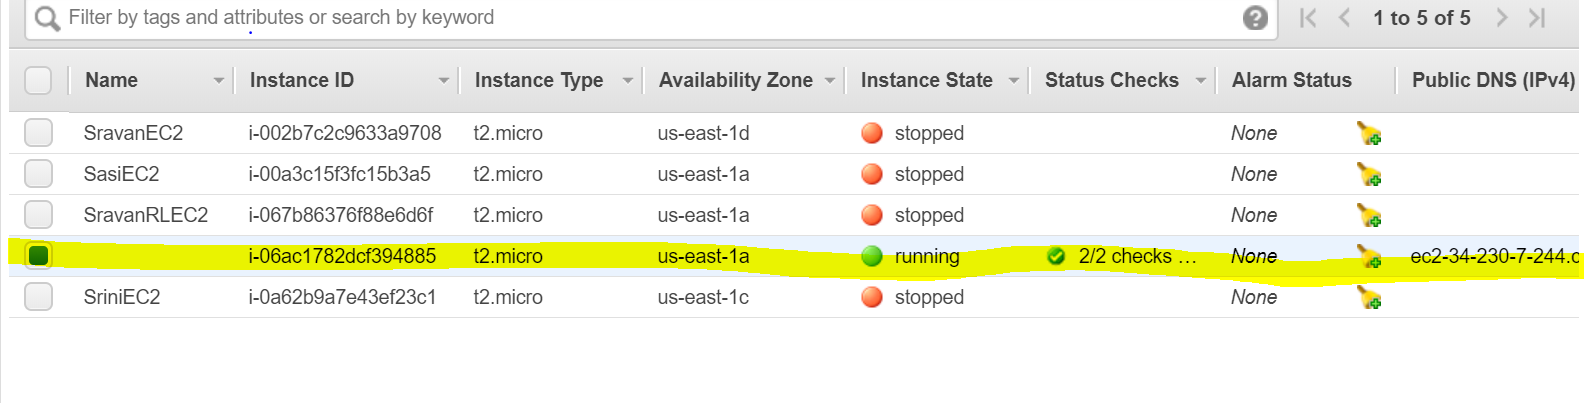 Filter by tags and attributes or search by keyword ? 1 to 5 of 5
Name Instance ID Instance Type Availability Zone Instance State Status Checks Alarm Status Public DNS (IPv4)
SravanEC2 i-002b7c2c9633a9708 t2.micro us-east-1d stopped None
SasiEC2 i-00a3c15f3fc15b3a5 t2.micro us-east-1a stopped None
SravanRLEC2 i-067b86376f88e6d6f t2.micro us-east-1a stopped None
i-06ac1782dcf394885 t2.micro us-east-1a running 2/2 checks ... None ec2-34-230-7-244.c
SriniEC2 i-0a62b9a7e43ef23c1 t2.micro us-east-1c stopped None